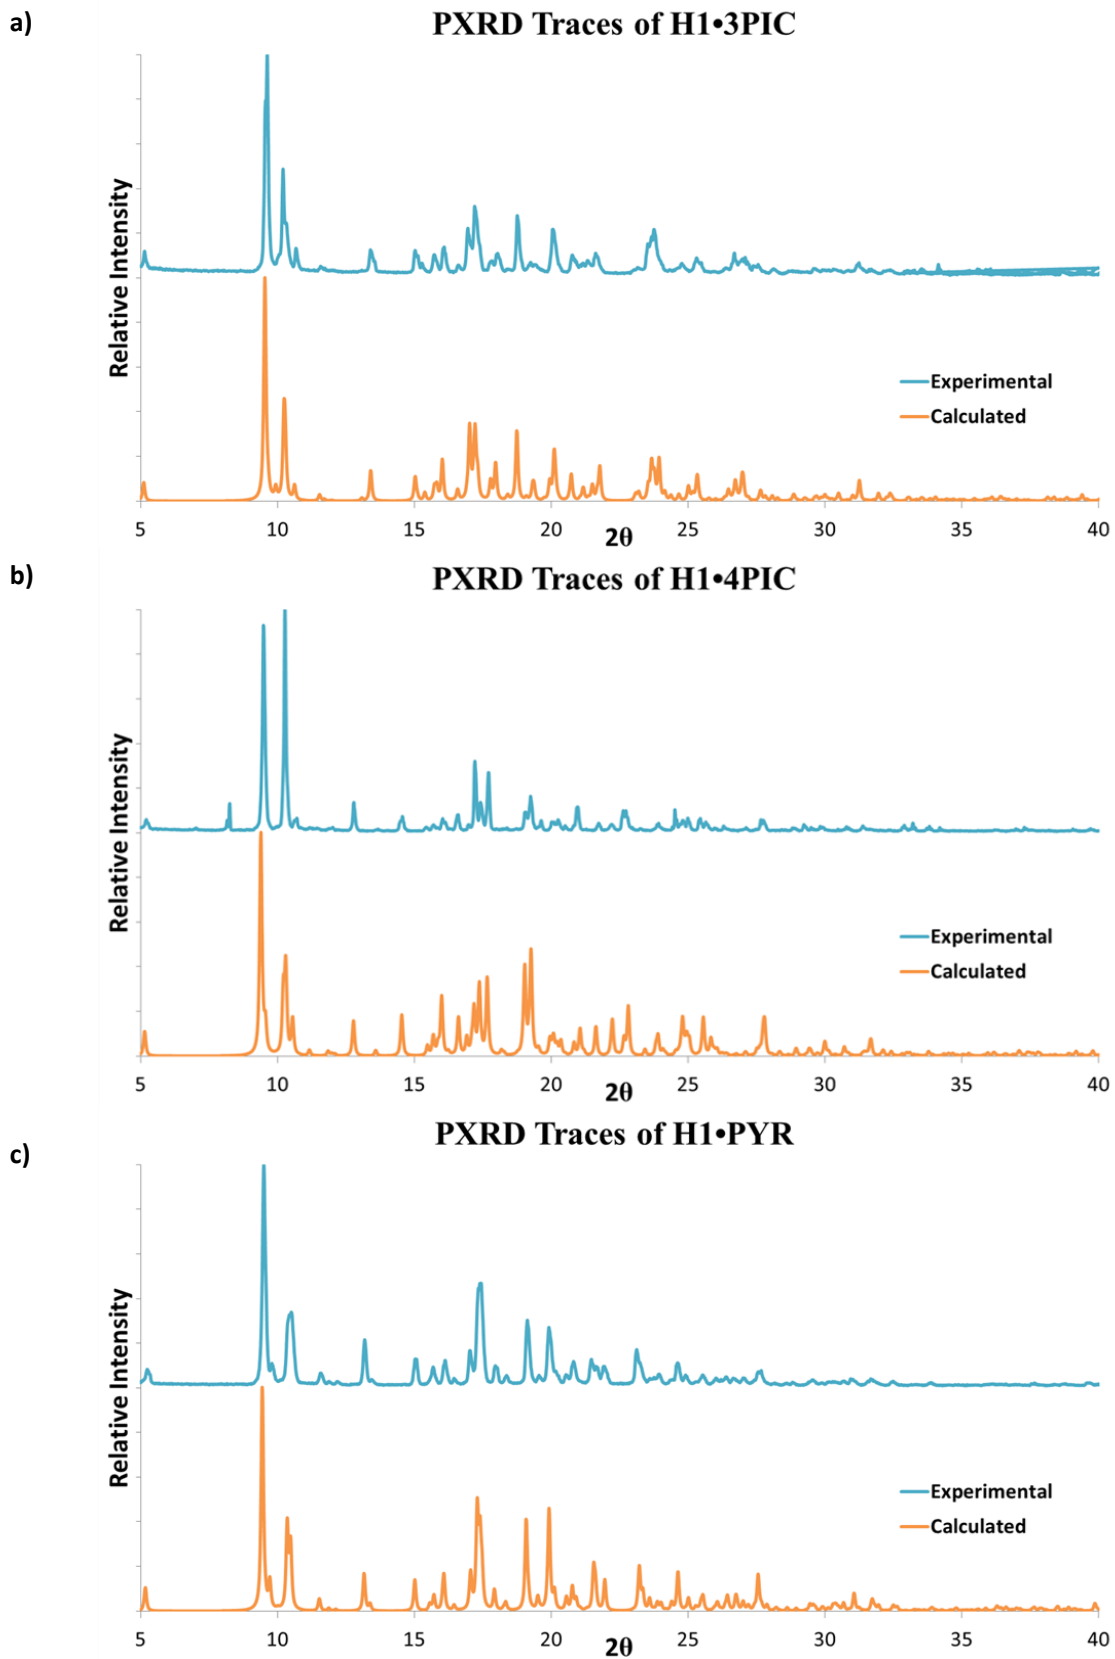 a)
PXRD Traces of H1•3PIC
Relative Intensity
Experimental
Calculated
5 10 15 20 25 30 35 40
2θ
b)
PXRD Traces of H1•4PIC
Relative Intensity
Experimental
Calculated
5 10 15 20 25 30 35 40
2θ
c)
PXRD Traces of H1•PYR
Relative Intensity
Experimental
Calculated
5 10 15 20 25 30 35 40
2θ